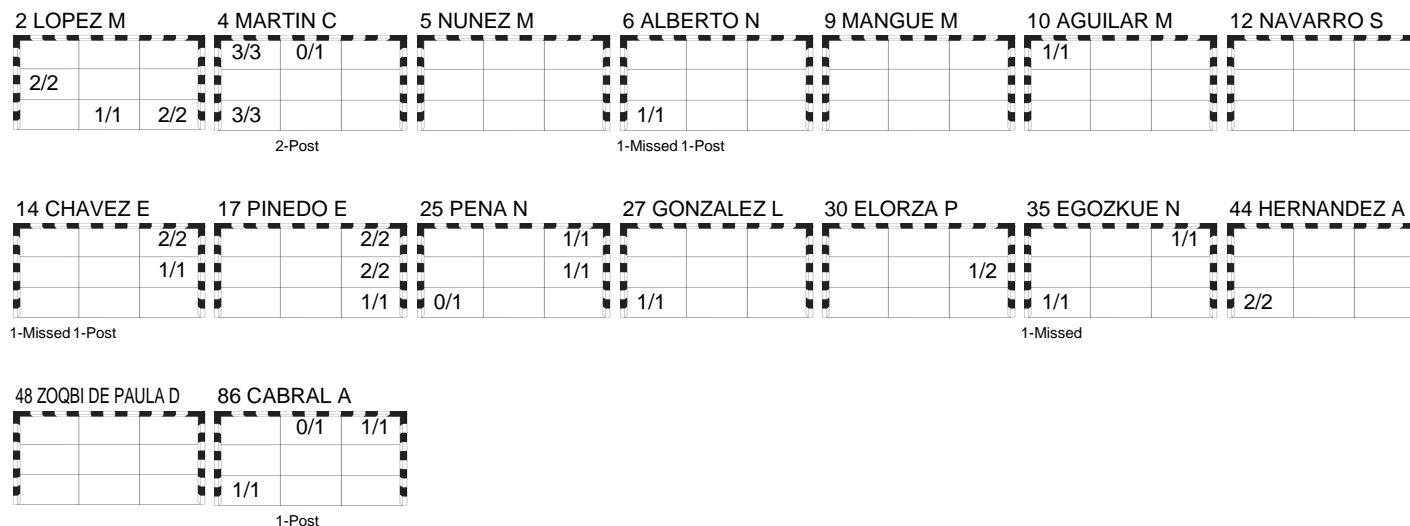 2 LOPEZ M 4 MARTIN C 5 NUNEZ M 6 ALBERTO N 9 MANGUE M 10 AGUILAR M 12 NAVARRO S
3/3 0/1 1/1
2/2
1/1 2/2 3/3 1/1
2-Post 1-Missed 1-Post
14 CHAVEZ E 17 PINEDO E 25 PENA N 27 GONZALEZ L 30 ELORZA P 35 EGOZKUE N 44 HERNANDEZ A
2/2 2/2 1/1 1/1
1/1 2/2 1/1 1/2
1/1 0/1 1/1 1/1 2/2
1-Missed 1-Post 1-Missed
48 ZOQBI DE PAULA D 86 CABRAL A
0/1 1/1
1/1
1-Post